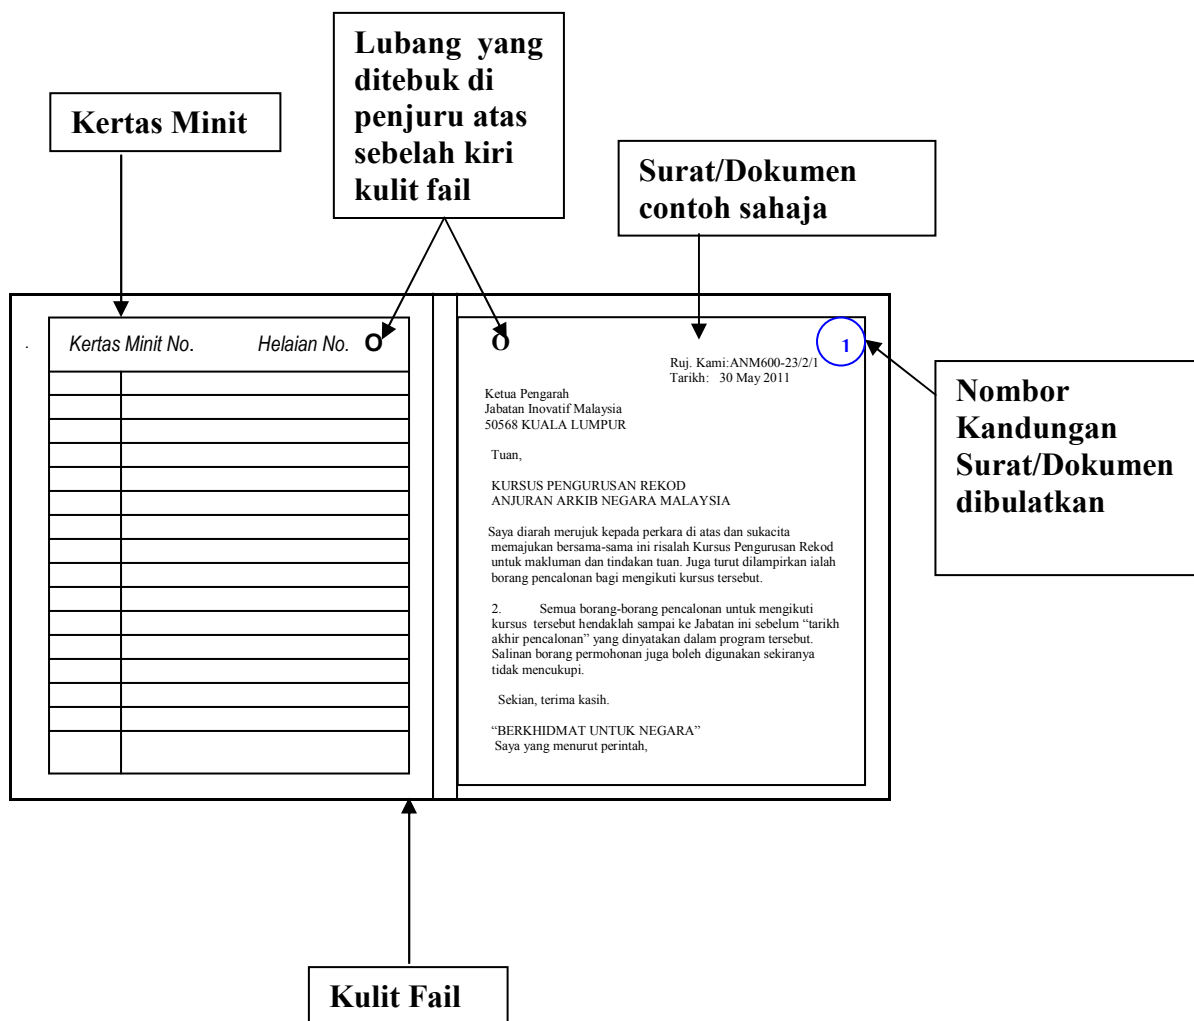 Lubang yang
ditebuk di
penjuru atas
sebelah kiri
kulit fail
Kertas Minit
Surat/Dokumen
contoh sahaja
Kertas Minit No.
Helaian No. O
O
1
Ruj. Kami:ANM600-23/2/1
Tarikh: 30 May 2011
Ketua Pengarah
Jabatan Inovatif Malaysia
50568 KUALA LUMPUR
Tuan,
KURSUS PENGURUSAN REKOD
ANJURAN ARKIB NEGARA MALAYSIA
Saya diarah merujuk kepada perkara di atas dan sukacita
memajukan bersama-sama ini risalah Kursus Pengurusan Rekod
untuk makluman dan tindakan tuan. Juga turut dilampirkan ialah
borang pencalonan bagi mengikuti kursus tersebut.
2. Semua borang-borang pencalonan untuk mengikuti
kursus tersebut hendaklah sampai ke Jabatan ini sebelum “tarikh
akhir pencalonan” yang dinyatakan dalam program tersebut.
Salinan borang permohonan juga boleh digunakan sekiranya
tidak mencukupi.
Sekian, terima kasih.
“BERKHIDMAT UNTUK NEGARA”
Saya yang menurut perintah,
Nombor
Kandungan
Surat/Dokumen
dibulatkan
Kulit Fail